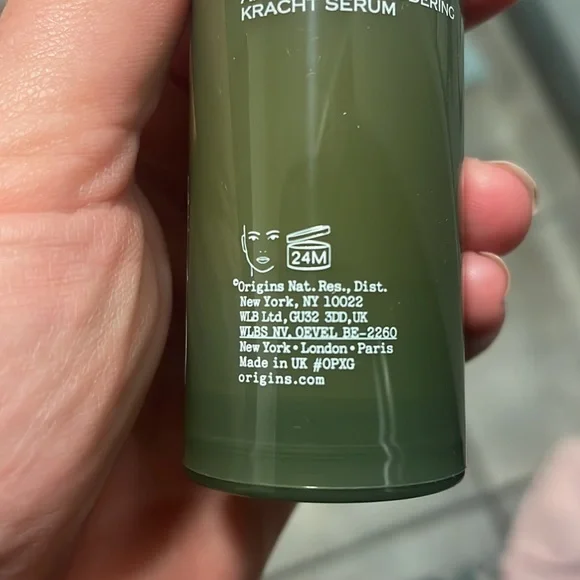 DERING
KRACHT SERUM
24M
©Origins Nat. Res., Dist.
New York, NY 10022
WLB Ltd, GU32 3DD, UK
WLBS NV. OEVEL BE-2260
New York • London • Paris
Made in UK #OPXG
origins.com